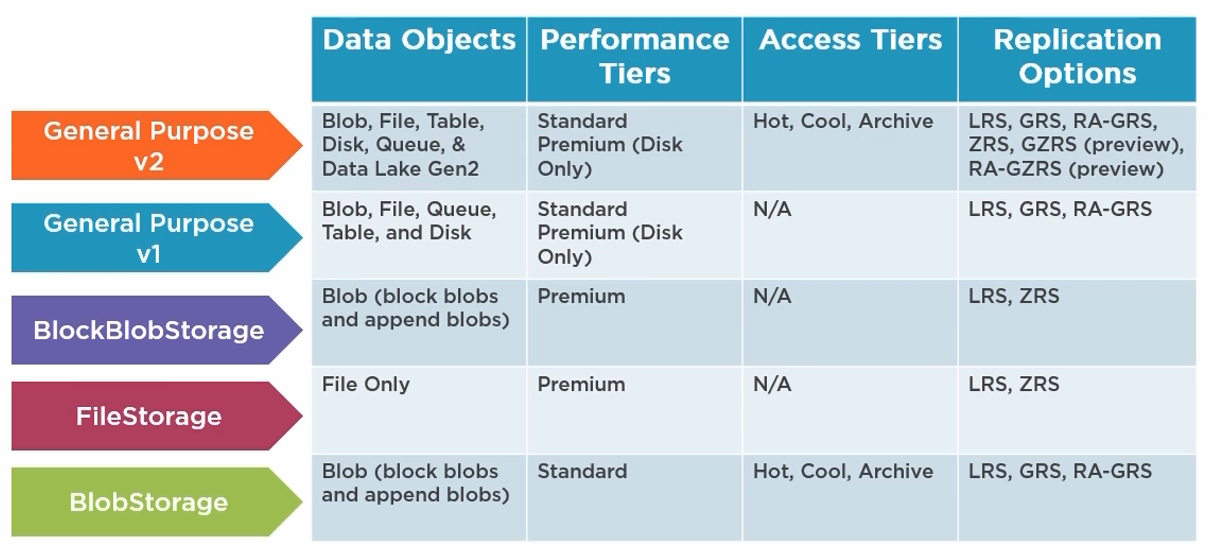 Data Objects
Performance
Tiers
Access Tiers
Replication
Options
General Purpose
v2
Blob, File, Table,
Disk, Queue, &
Data Lake Gen2
Standard
Premium (Disk
Only)
Hot, Cool, Archive
LRS, GRS, RA-GRS,
ZRS, GZRS (preview),
RA-GZRS (preview)
General Purpose
v1
Blob, File, Queue,
Table, and Disk
Standard
Premium (Disk
Only)
N/A
LRS, GRS, RA-GRS
BlockBlobStorage
Blob (block blobs
and append blobs)
Premium
N/A
LRS, ZRS
FileStorage
File Only
Premium
N/A
LRS, ZRS
BlobStorage
Blob (block blobs
and append blobs)
Standard
Hot, Cool, Archive
LRS, GRS, RA-GRS